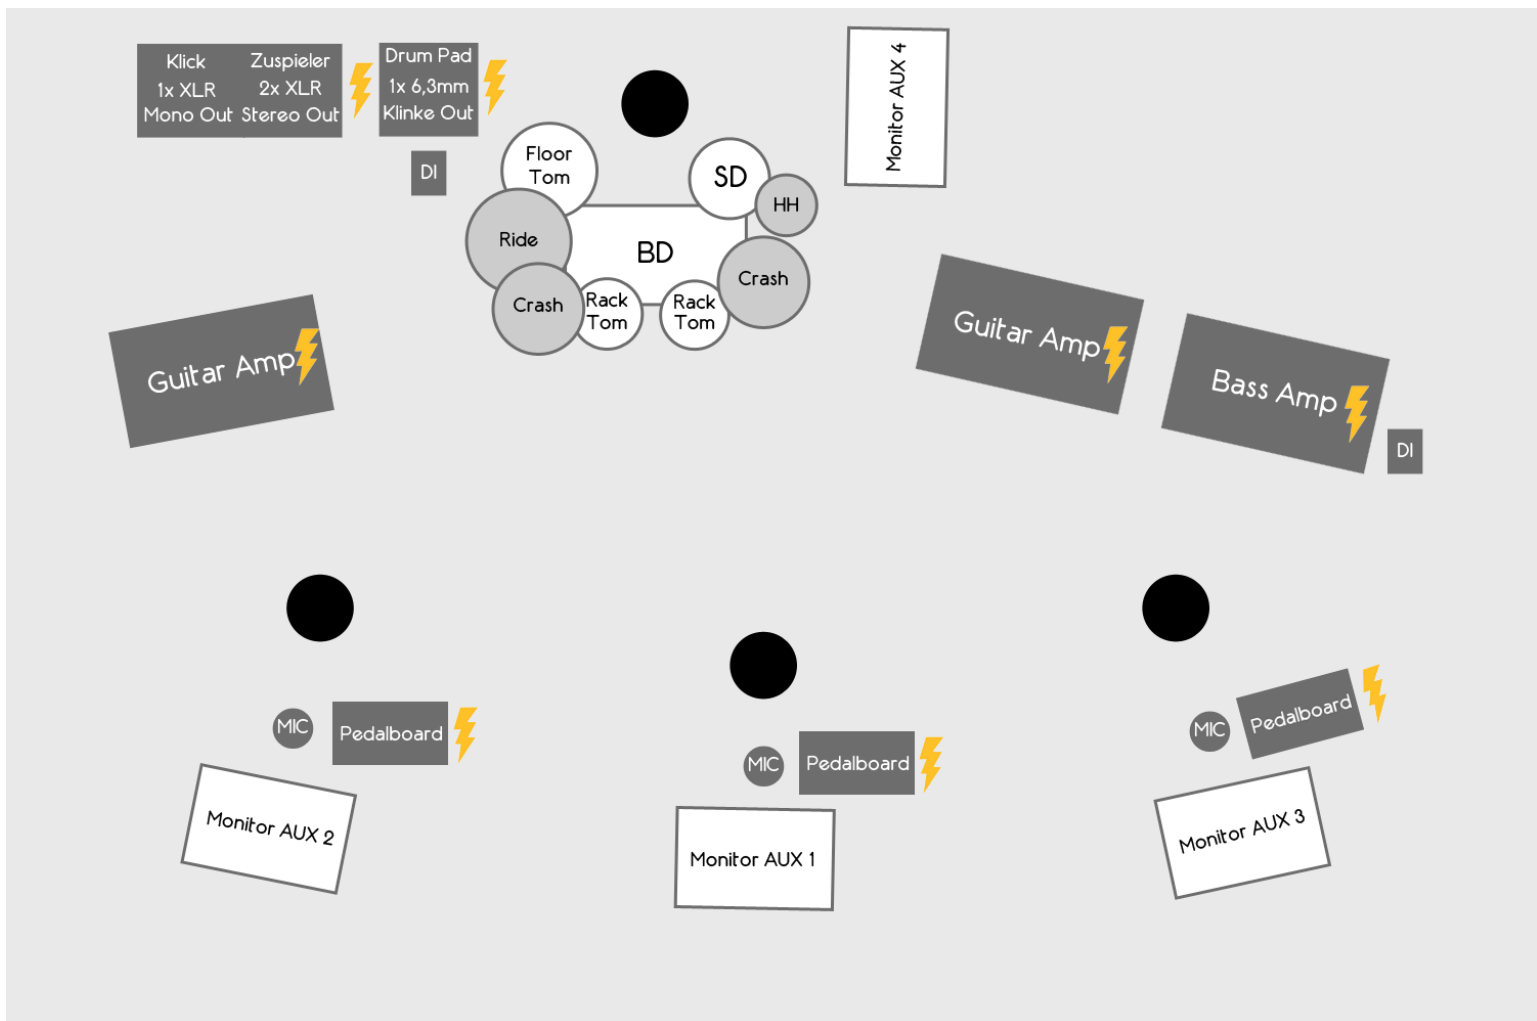 Klick
1x XLR
Mono Out
Zuspieler
2x XLR
Stereo Out
Drum Pad
1x 6,3mm
Klinke Out
DI
Floor
Tom
SD
HH
Ride
BD
Crash
Crash
Rack
Tom
Rack
Tom
Monitor AUX 4
Guitar Amp
Guitar Amp
Bass Amp
DI
MIC
Pedalboard
Monitor AUX 2
MIC
Pedalboard
Monitor AUX 1
MIC
Pedalboard
Monitor AUX 3